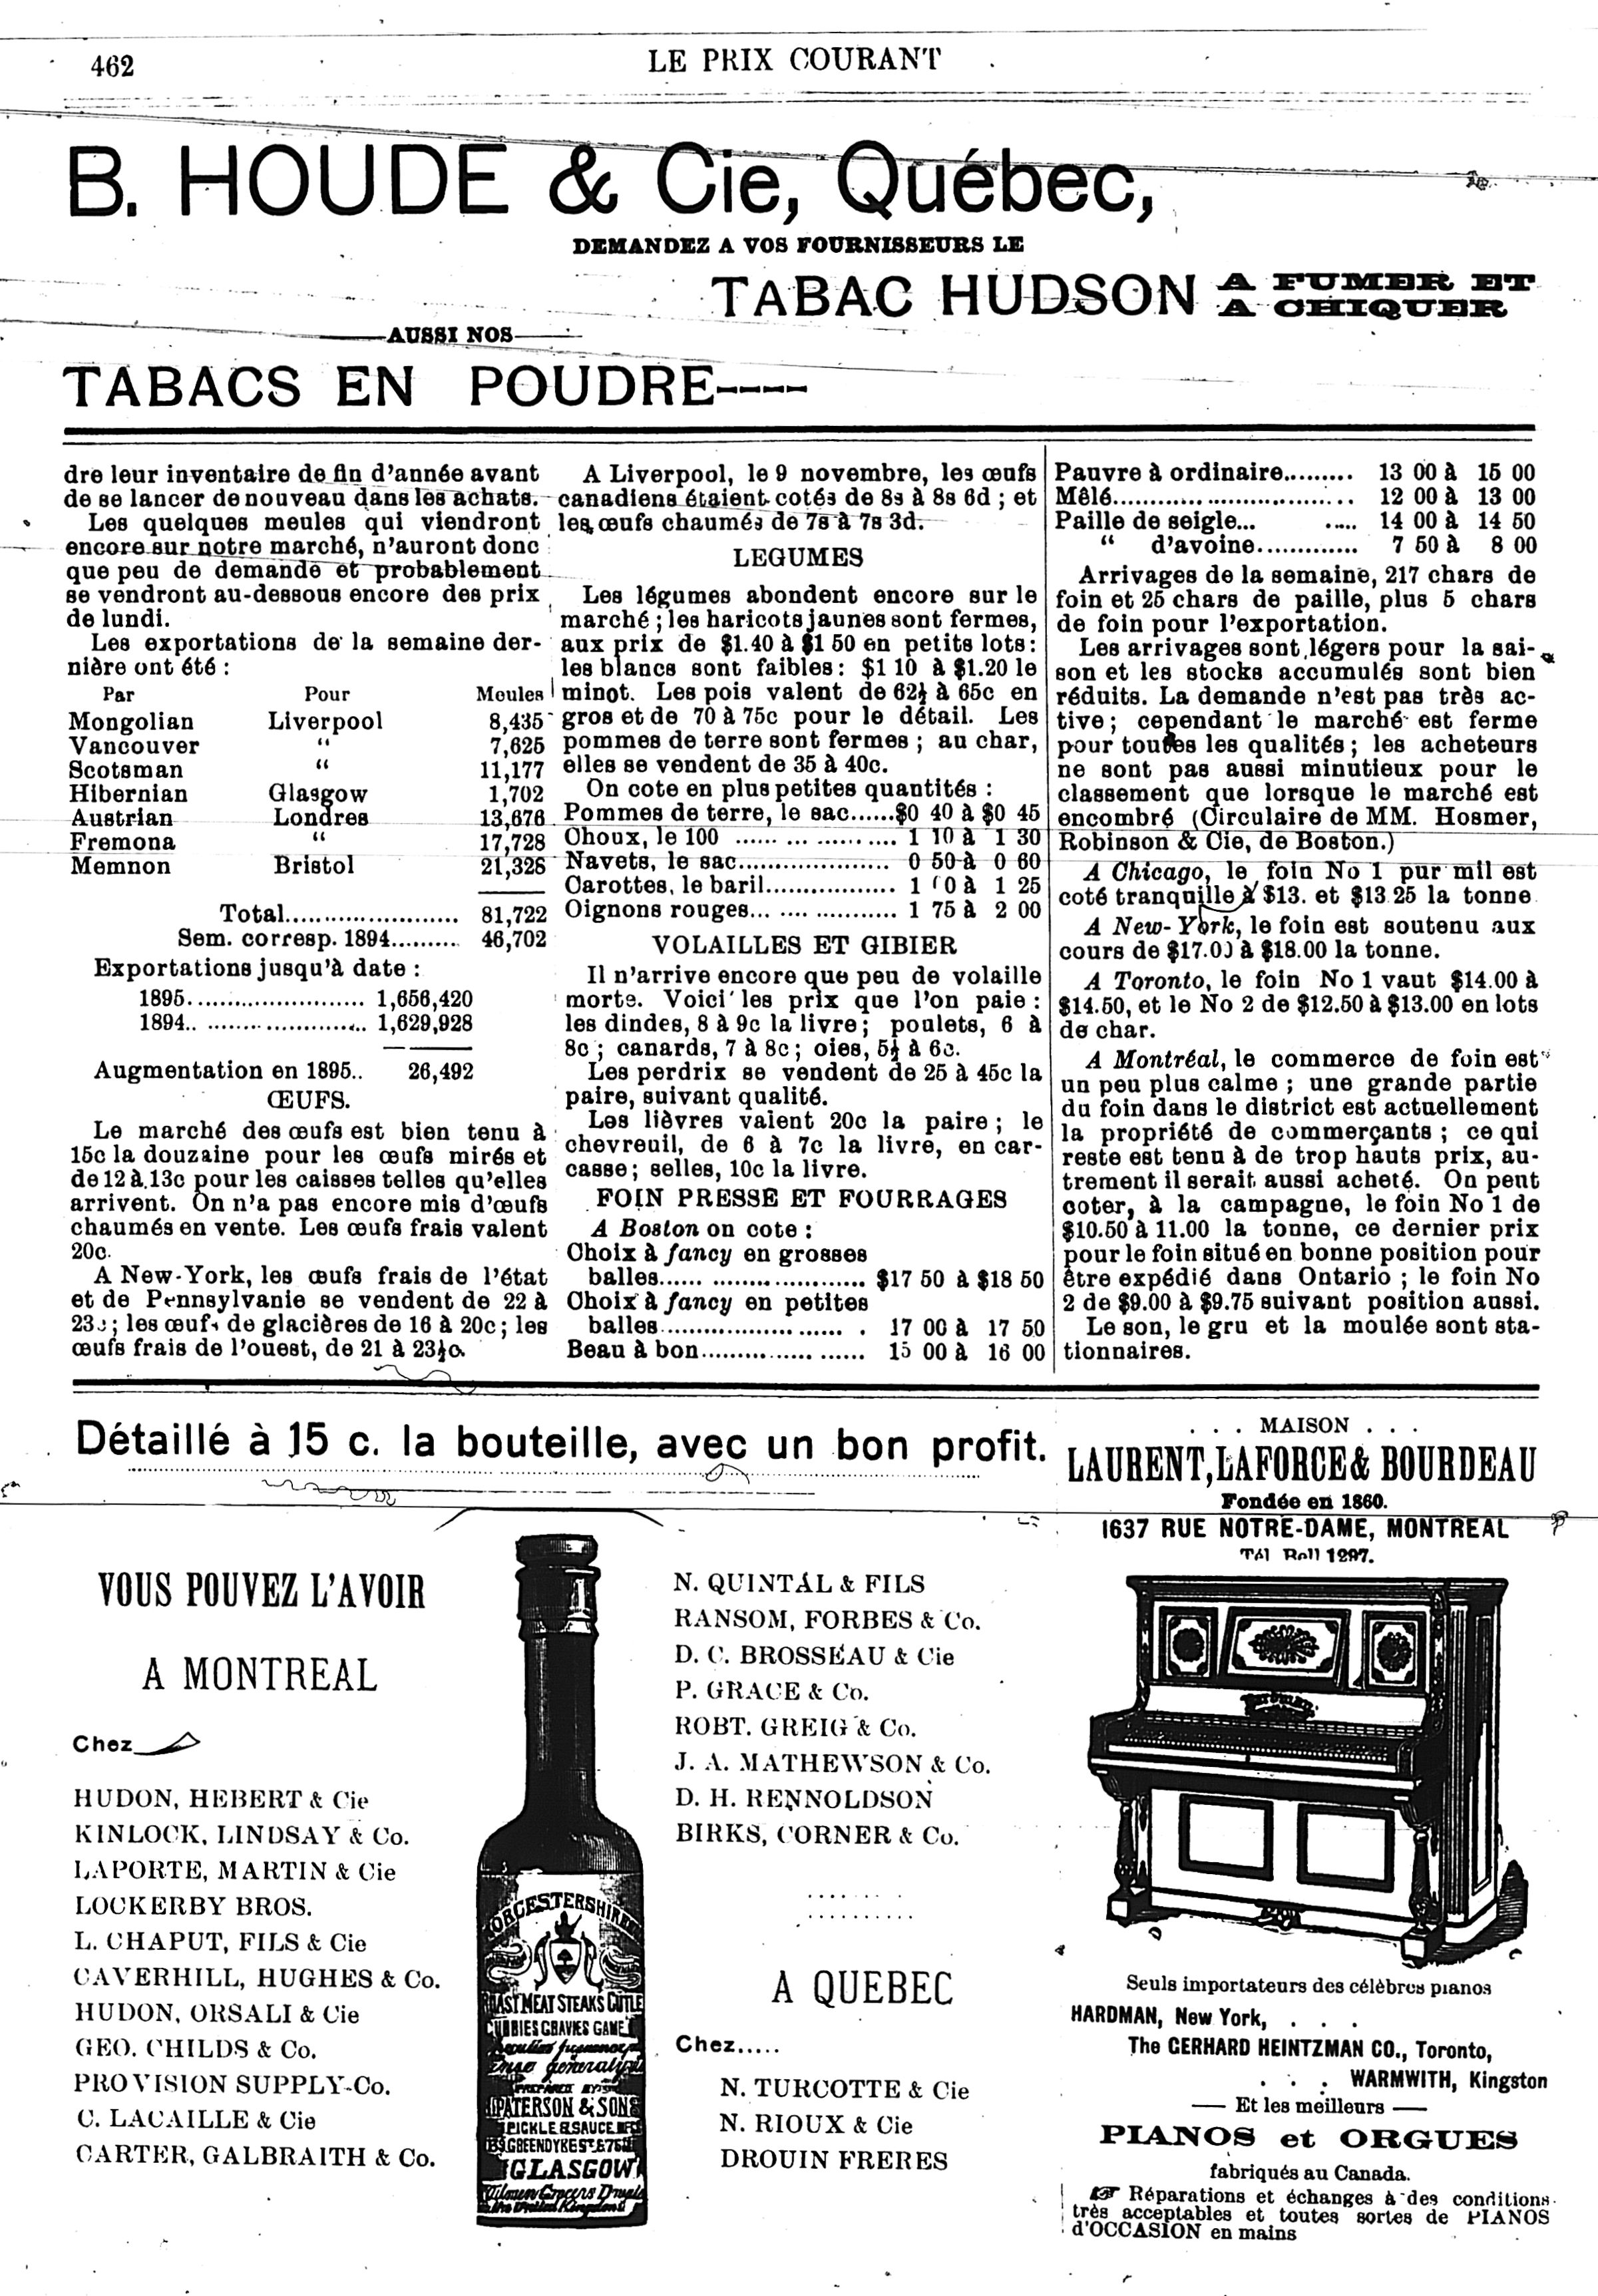 462
LE PRIX COURANT
B. HOUDE & Cie, Québec,
DEMANDEZ A VOS FOURNISSEURS LE
TABAC HUDSON A FUMER ET
A CHIQUER
AUSSI NOS
TABACS EN POUDRE----
dre leur inventaire de fin d'année avant
de se lancer de nouveau dans les achats.
Les quelques meules qui viendront
encore sur notre marché, n'auront donc
que peu de demande et probablement
se vendront au-dessous encore des prix
de lundi.
Les exportations de la semaine der-
nière ont été :
Par Pour Meules
Mongolian Liverpool 8,435
Vancouver " 7,625
Scotsman " 11,177
Hibernian Glasgow 1,702
Austrian Londres 13,676
Fremona " 17,728
Memnon Bristol 21,328
Total...................... 81,722
Sem. corresp. 1894......... 46,702
Exportations jusqu'à date :
1895....................... 1,656,420
1894.. .................... 1,629,928
Augmentation en 1895.. 26,492
ŒUFS.
Le marché des œufs est bien tenu à
15c la douzaine pour les œufs mirés et
de 12 à 13c pour les caisses telles qu'elles
arrivent. On n'a pas encore mis d'œufs
chaumés en vente. Les œufs frais valent
20c.
A New-York, les œufs frais de l'état
et de Pennsylvanie se vendent de 22 à
23c; les œufs de glacières de 16 à 20c; les
œufs frais de l'ouest, de 21 à 23½c.
A Liverpool, le 9 novembre, les œufs
canadiens étaient cotés de 8s à 8s 6d ; et
les œufs chaumés de 7s à 7s 3d.
LEGUMES
Les légumes abondent encore sur le
marché ; les haricots jaunes sont fermes,
aux prix de $1.40 à $1 50 en petits lots:
les blancs sont faibles: $1 10 à $1.20 le
minot. Les pois valent de 62½ à 65c en
gros et de 70 à 75c pour le détail. Les
pommes de terre sont fermes ; au char,
elles se vendent de 35 à 40c.
On cote en plus petites quantités :
Pommes de terre, le sac......$0 40 à $0 45
Choux, le 100 ...... ... .......... 1 10 à 1 30
Navets, le sac................... 0 50 à 0 60
Carottes, le baril................. 1 00 à 1 25
Oignons rouges... .... ........... 1 75 à 2 00
VOLAILLES ET GIBIER
Il n'arrive encore que peu de volaille
morte. Voici les prix que l'on paie :
les dindes, 8 à 9c la livre; poulets, 6 à
8c ; canards, 7 à 8c; oies, 5½ à 6c.
Les perdrix se vendent de 25 à 45c la
paire, suivant qualité.
Les lièvres valent 20c la paire; le
chevreuil, de 6 à 7c la livre, en car-
casse; selles, 10c la livre.
FOIN PRESSE ET FOURRAGES
A Boston on cote :
Choix à fancy en grosses
balles...... ..................... $17 50 à $18 50
Choix à fancy en petites
balles........................... . 17 00 à 17 50
Beau à bon................ ...... 15 00 à 16 00
Pauvre à ordinaire......... 13 00 à 15 00
Mêlé............................... 12 00 à 13 00
Paille de seigle... ..... 14 00 à 14 50
" d'avoine............. 7 50 à 8 00
Arrivages de la semaine, 217 chars de
foin et 25 chars de paille, plus 5 chars
de foin pour l'exportation.
Les arrivages sont légers pour la sai-
son et les stocks accumulés sont bien
réduits. La demande n'est pas très ac-
tive ; cependant le marché est ferme
pour toutes les qualités ; les acheteurs
ne sont pas aussi minutieux pour le
classement que lorsque le marché est
encombré (Circulaire de MM. Hosmer,
Robinson & Cie, de Boston.)
A Chicago, le foin No 1 pur mil est
coté tranquille à $13. et $13 25 la tonne
A New-York, le foin est soutenu aux
cours de $17.00 à $18.00 la tonne.
A Toronto, le foin No 1 vaut $14.00 à
$14.50, et le No 2 de $12.50 à $13.00 en lots
de char.
A Montréal, le commerce de foin est
un peu plus calme ; une grande partie
du foin dans le district est actuellement
la propriété de commerçants ; ce qui
reste est tenu à de trop hauts prix, au-
trement il serait aussi acheté. On peut
coter, à la campagne, le foin No 1 de
$10.50 à 11.00 la tonne, ce dernier prix
pour le foin situé en bonne position pour
être expédié dans Ontario ; le foin No
2 de $9.00 à $9.75 suivant position aussi.
Le son, le gru et la moulée sont sta-
tionnaires.
Détaillé à 15 c. la bouteille, avec un bon profit.
VOUS POUVEZ L'AVOIR
A MONTREAL
Chez
HUDON, HEBERT & Cie
KINLOCK, LINDSAY & Co.
LAPORTE, MARTIN & Cie
LOCKERBY BROS.
L. CHAPUT, FILS & Cie
CAVERHILL, HUGHES & Co.
HUDON, ORSALI & Cie
GEO. CHILDS & Co.
PROVISION SUPPLY Co.
C. LACAILLE & Cie
CARTER, GALBRAITH & Co.
WORCESTERSHIRE
ROAST MEAT STEAKS CUTLE
CUBBIES GRAVIES GAME
generally
PREPARED BY
PATERSON & SONS
PICKLE & SAUCE
GREENDYKE ST.
GLASGOW
N. QUINTAL & FILS
RANSOM, FORBES & Co.
D. C. BROSSEAU & Cie
P. GRACE & Co.
ROBT. GREIG & Co.
J. A. MATHEWSON & Co.
D. H. RENNOLDSON
BIRKS, CORNER & Co.
A QUEBEC
Chez.....
N. TURCOTTE & Cie
N. RIOUX & Cie
DROUIN FRERES
. . . MAISON . . .
LAURENT, LAFORCE & BOURDEAU
Fondée en 1860.
1637 RUE NOTRE-DAME, MONTREAL
Tél. Bell 1297.
Seuls importateurs des célèbres pianos
HARDMAN, New York, . . .
The GERHARD HEINTZMAN CO., Toronto,
. . . WARMWITH, Kingston
Et les meilleurs
PIANOS et ORGUES
fabriqués au Canada.
☞ Réparations et échanges à des conditions
très acceptables et toutes sortes de PIANOS
d'OCCASION en mains